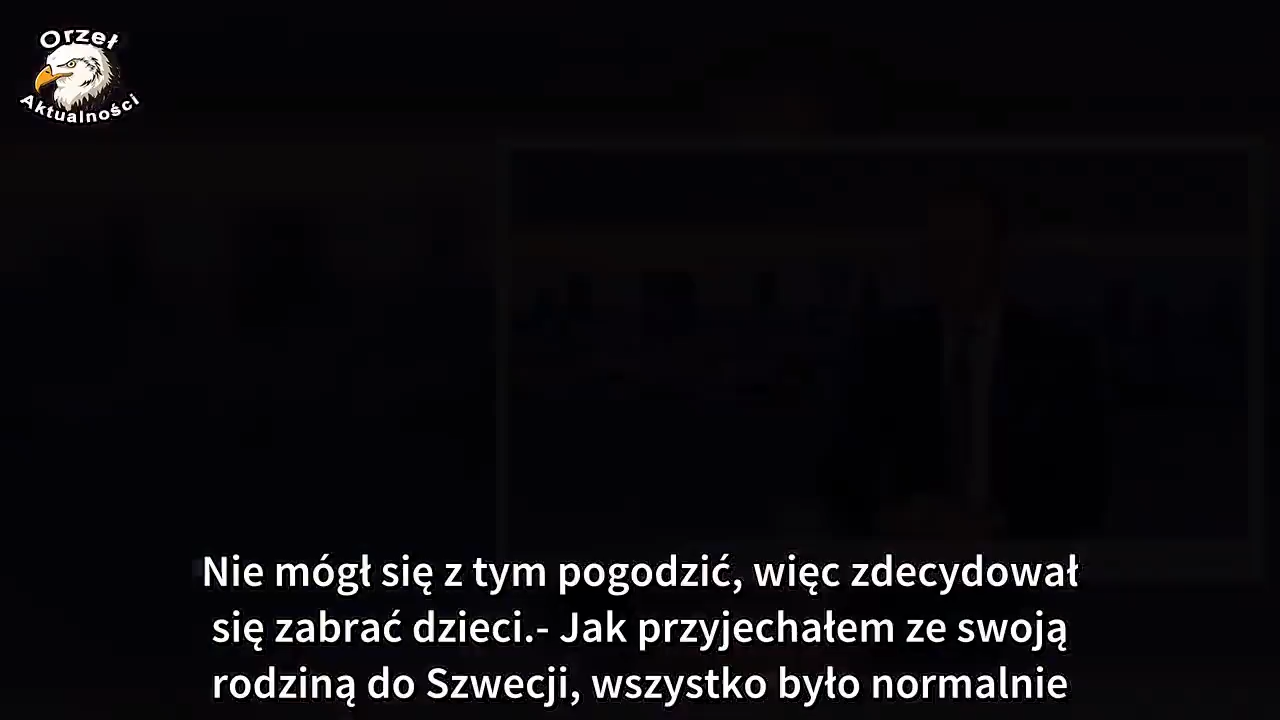 Orzeł
Aktualności
Nie mógł się z tym pogodzić, więc zdecydował
się zabrać dzieci.- Jak przyjechałem ze swoją
rodziną do Szwecji, wszystko było normalnie